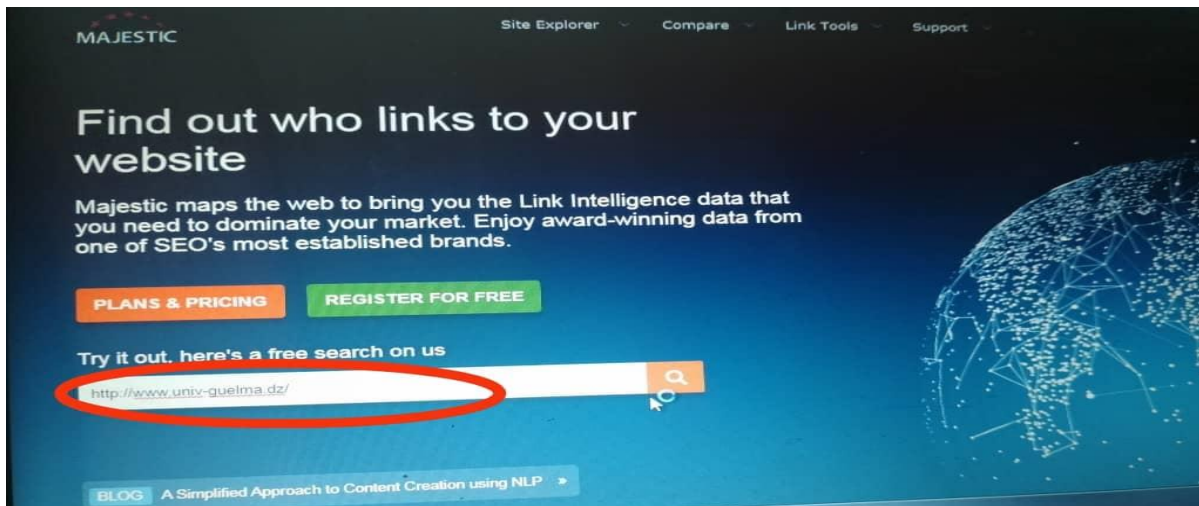 MAJESTIC
Site Explorer Compare Link Tools Support
Find out who links to your
website
Majestic maps the web to bring you the Link Intelligence data that
you need to dominate your market. Enjoy award-winning data from
one of SEO's most established brands.
PLANS & PRICING REGISTER FOR FREE
Try it out, here's a free search on us
http://www.univ-guelma.dz/
BLOG A Simplified Approach to Content Creation using NLP »